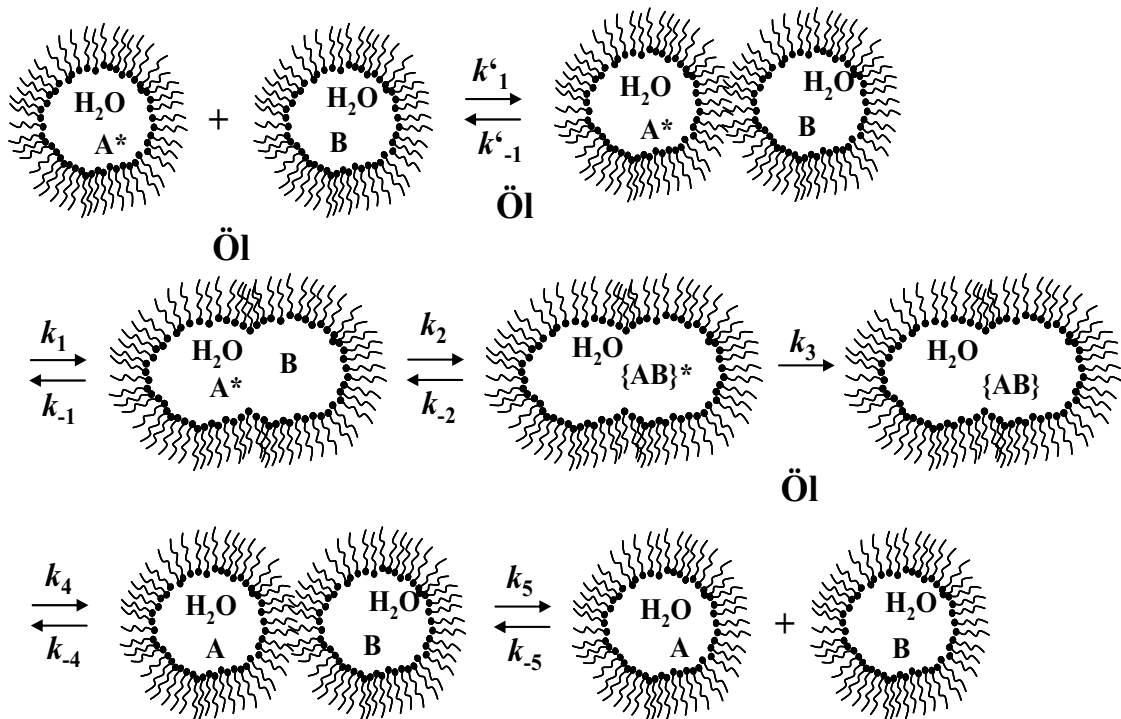 H₂O A* + H₂O B k‘₁ k‘₋₁ H₂O A* H₂O B
Öl
Öl
k₁ k₋₁ H₂O A* B k₂ k₋₂ H₂O {AB}* k₃ H₂O {AB}
Öl
k₄ k₋₄ H₂O A H₂O B k₅ k₋₅ H₂O A + H₂O B